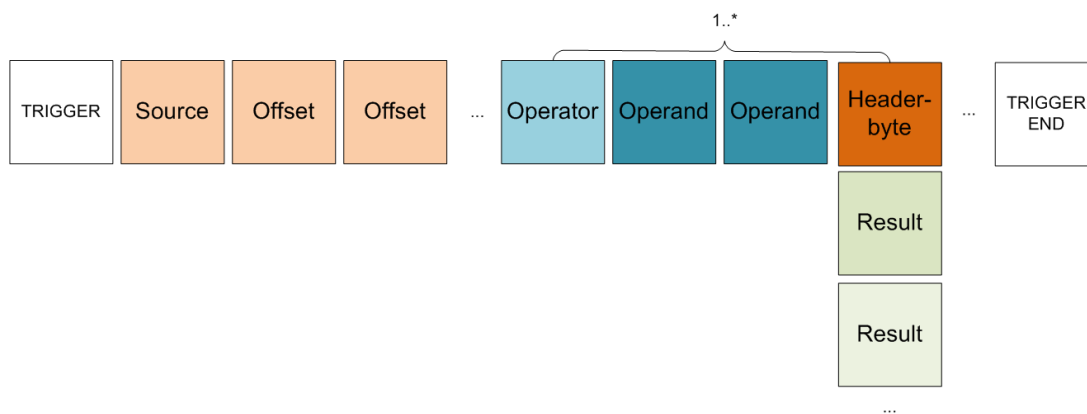 1..*
TRIGGER
Source
Offset
Offset
...
Operator
Operand
Operand
Header-
byte
...
TRIGGER
END
Result
Result
...